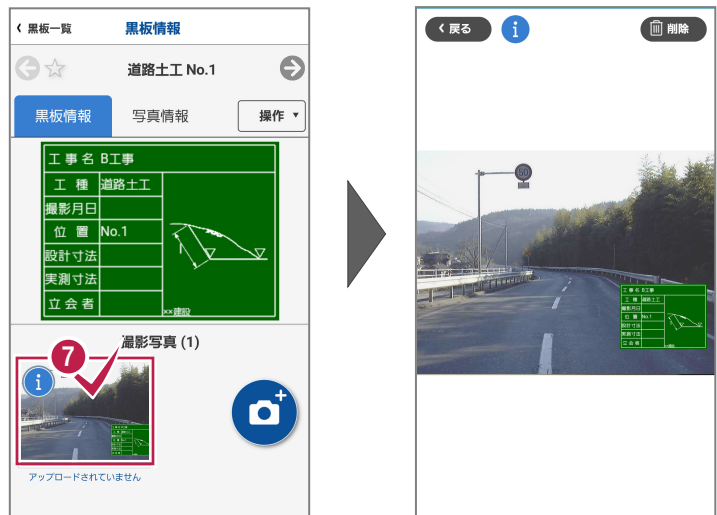 黒板一覧
黒板情報
道路土工 No.1
黒板情報
写真情報
操作
工事名 B工事
工種 道路土工
撮影月日
位置 No.1
設計寸法
実測寸法
立会者
××建設
撮影写真 (1)
7
i
アップロードされていません
戻る
i
削除
50
工事名 B工事
工種 道路土工
撮影月日
位置 No.1
設計寸法
実測寸法
立会者